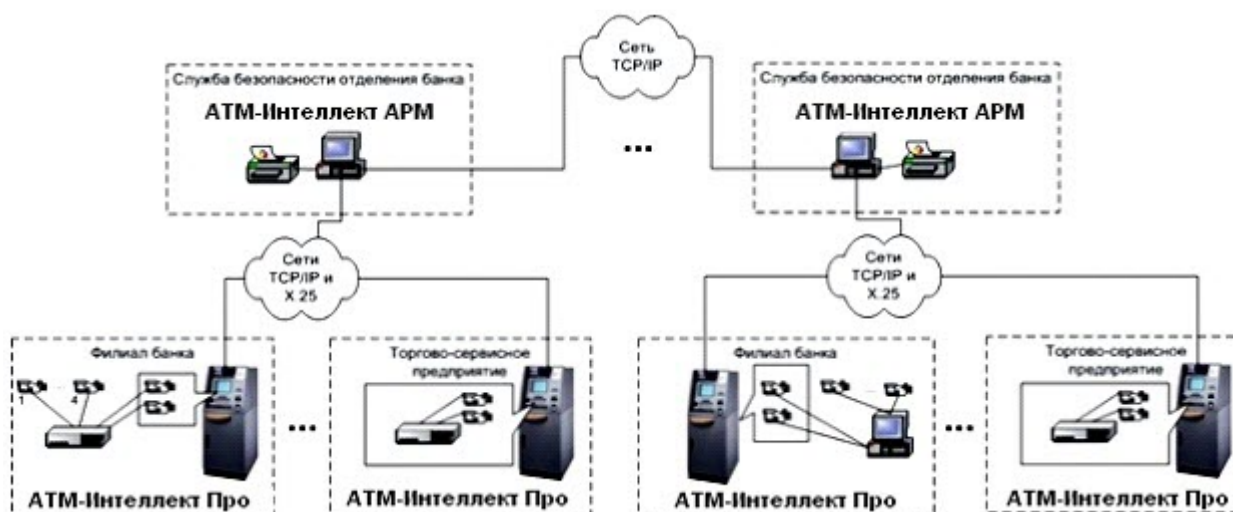 Сеть
TCP/IP
Служба безопасности отделения банка
АТМ-Интеллект АРМ
...
Служба безопасности отделения банка
АТМ-Интеллект АРМ
Сети
TCP/IP и
X.25
Сети
TCP/IP и
X.25
Филиал банка
1
...
4
АТМ-Интеллект Про
...
Торгово-сервисное
предприятие
АТМ-Интеллект Про
Филиал банка
...
АТМ-Интеллект Про
...
Торгово-сервисное
предприятие
АТМ-Интеллект Про